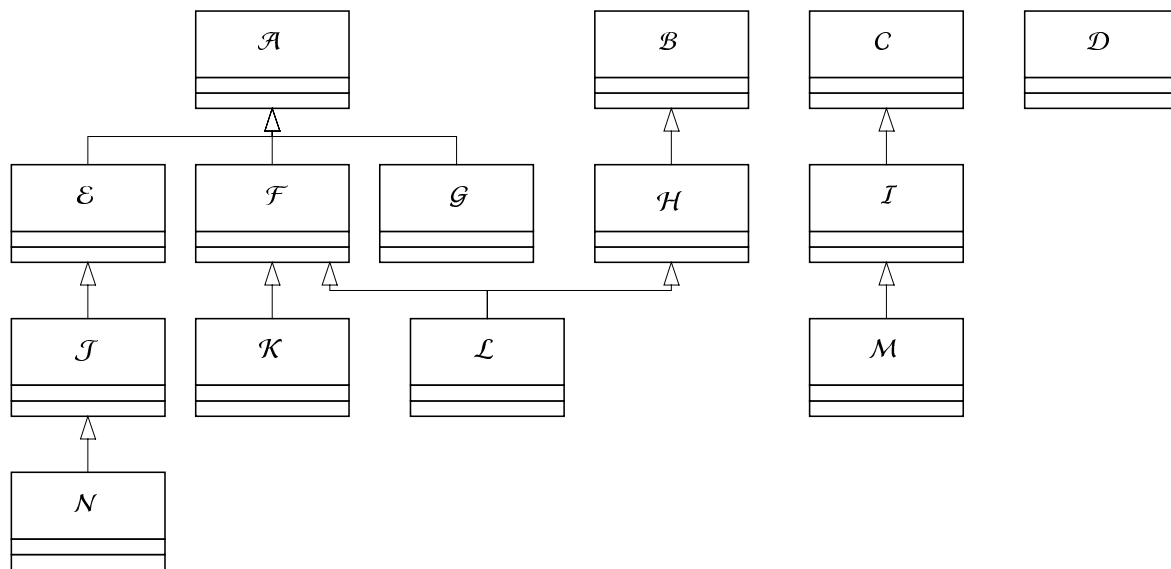 𝒜 ℬ 𝒞 𝒟
ℰ ℱ 𝒢 ℋ ℐ
𝒥 𝒦 ℒ ℳ
𝒩